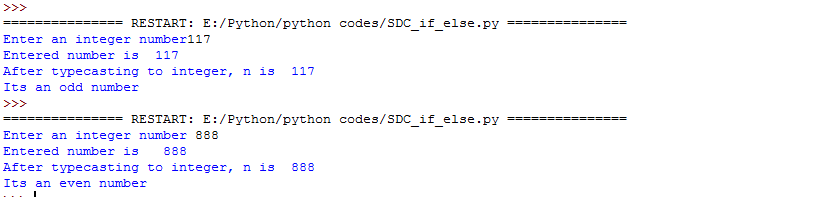 >>>
=============== RESTART: E:/Python/python codes/SDC_if_else.py ===============
Enter an integer number117
Entered number is  117
After typecasting to integer, n is  117
Its an odd number
>>>
=============== RESTART: E:/Python/python codes/SDC_if_else.py ===============
Enter an integer number 888
Entered number is   888
After typecasting to integer, n is  888
Its an even number